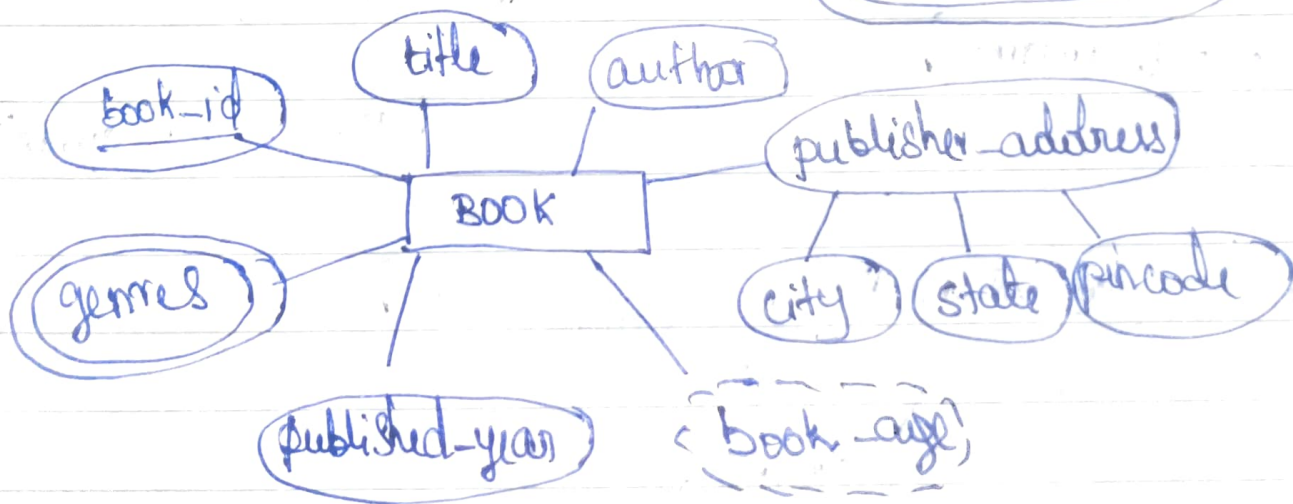 title
author
book_id
publisher_address
BOOK
genres
city
state
pincode
published_year
book_age